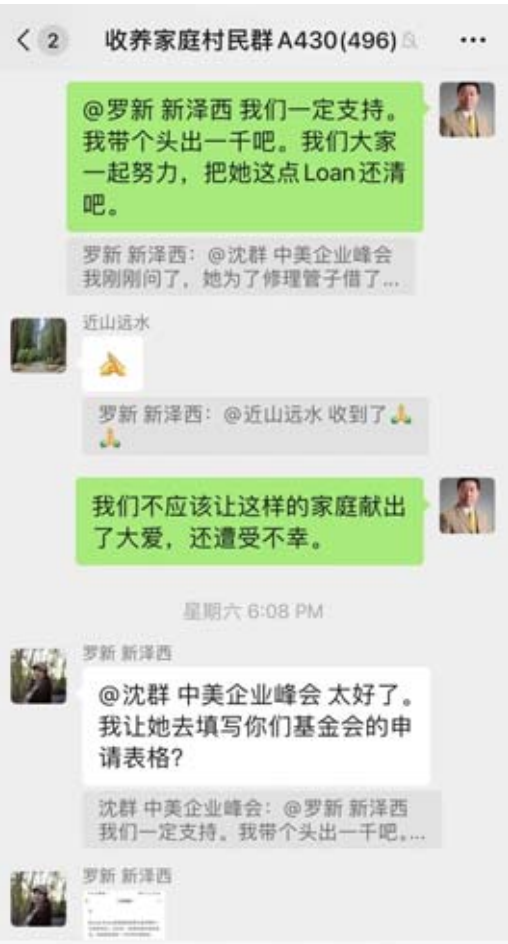 2
收养家庭村民群A430(496)
@罗新 新泽西 我们一定支持。
我带个头出一千吧。我们大家
一起努力，把她这点Loan还清
吧。
罗新 新泽西：@沈群 中美企业峰会
我刚刚问了，她为了修理管子借了...
近山远水
🙏
罗新 新泽西：@近山远水 收到了🙏
🙏
我们不应该让这样的家庭献出
了大爱，还遭受不幸。
星期六 6:08 PM
罗新 新泽西
@沈群 中美企业峰会 太好了。
我让她去填写你们基金会的申
请表格?
沈群 中美企业峰会：@罗新 新泽西
我们一定支持。我带个头出一千吧。...
罗新 新泽西